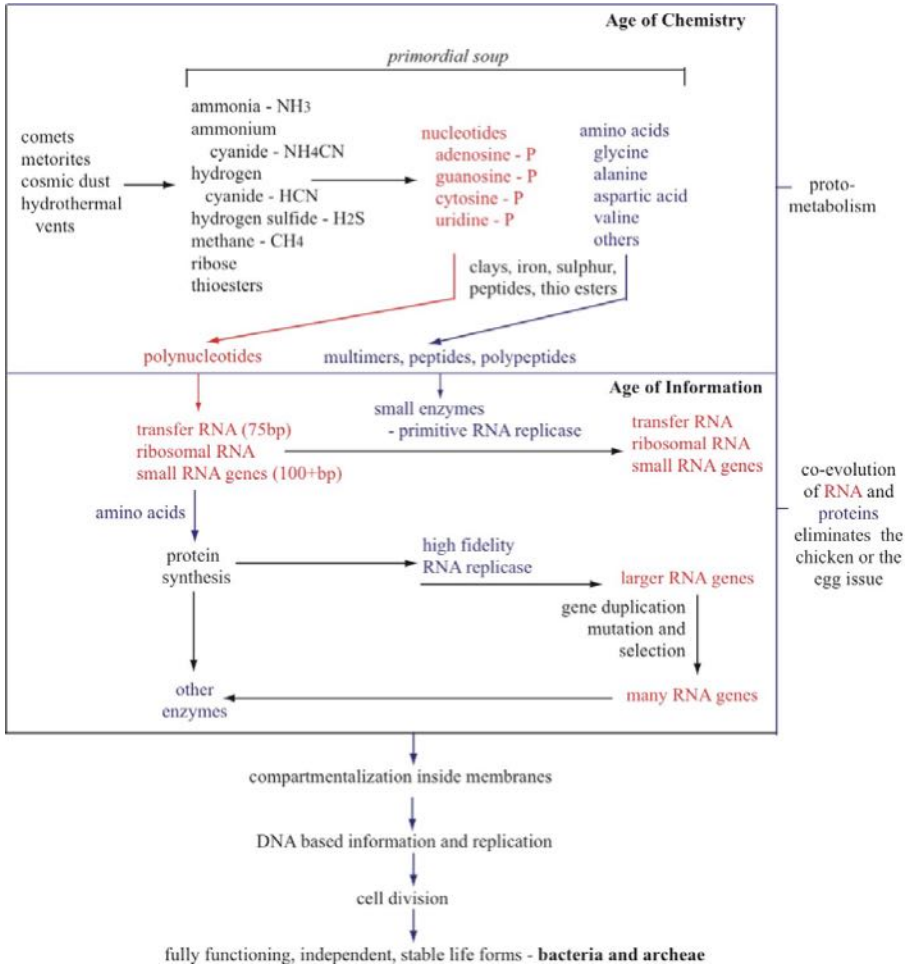 Age of Chemistry
primordial soup
comets
metorites
cosmic dust
hydrothermal
vents
ammonia - NH3
ammonium
cyanide - NH4CN
hydrogen
cyanide - HCN
hydrogen sulfide - H2S
methane - CH4
ribose
thioesters
nucleotides
adenosine - P
guanosine - P
cytosine - P
uridine - P
amino acids
glycine
alanine
aspartic acid
valine
others
proto-
metabolism
clays, iron, sulphur,
peptides, thio esters
polynucleotides
multimers, peptides, polypeptides
Age of Information
small enzymes
- primitive RNA replicase
transfer RNA (75bp)
ribosomal RNA
small RNA genes (100+bp)
transfer RNA
ribosomal RNA
small RNA genes
co-evolution
of RNA and
proteins
eliminates the
chicken or the
egg issue
amino acids
protein
synthesis
high fidelity
RNA replicase
larger RNA genes
gene duplication
mutation and
selection
other
enzymes
many RNA genes
compartmentalization inside membranes
DNA based information and replication
cell division
fully functioning, independent, stable life forms - bacteria and archeae